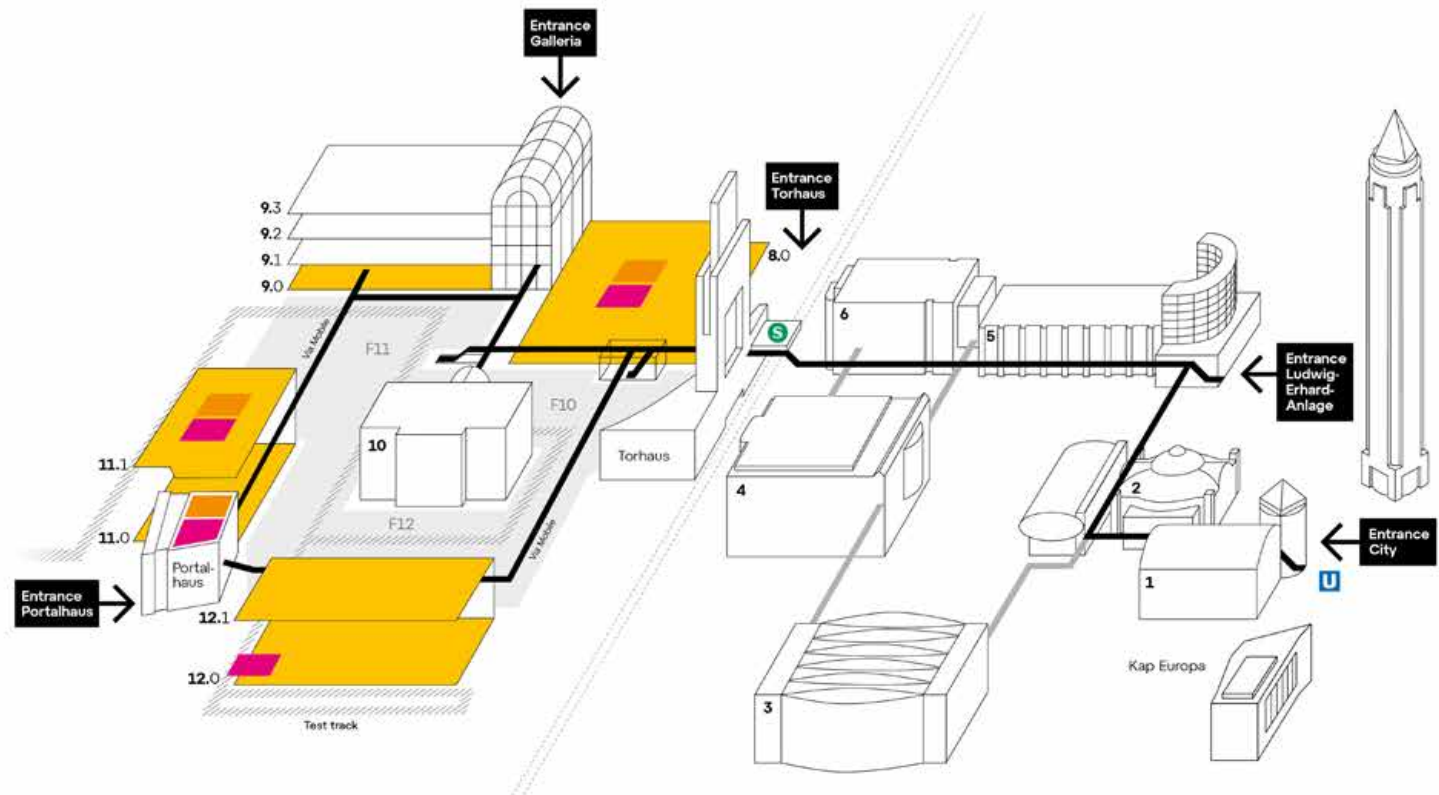 Entrance
Galleria
Entrance
Torhaus
9.3
9.2
9.1
9.0
8.0
6
5
S
Via Mobile
F11
Entrance
Ludwig-
Erhard-
Anlage
F10
10
Torhaus
11.1
4
2
F12
11.0
Via Mobile
Entrance
City
Portal-
haus
1
U
Entrance
Portalhaus
12.1
Kap Europa
12.0
3
Test track